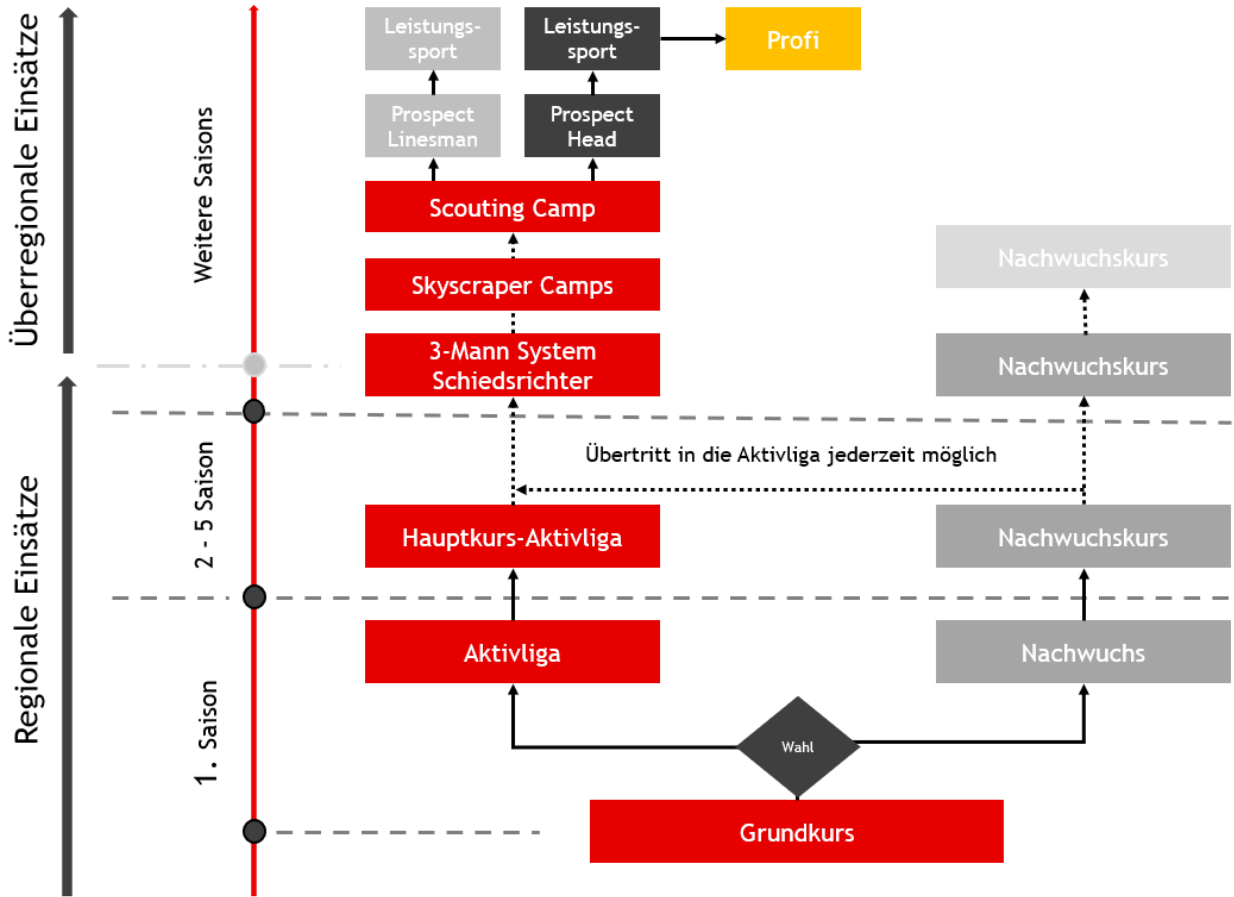 Überregionale Einsätze
Regionale Einsätze
Weitere Saisons
2 - 5 Saison
1. Saison
Leistungs-
sport
Leistungs-
sport
Profi
Prospect
Linesman
Prospect
Head
Scouting Camp
Skyscraper Camps
Nachwuchskurs
3-Mann System
Schiedsrichter
Nachwuchskurs
Übertritt in die Aktivliga jederzeit möglich
Hauptkurs-Aktivliga
Nachwuchskurs
Aktivliga
Nachwuchs
Wahl
Grundkurs